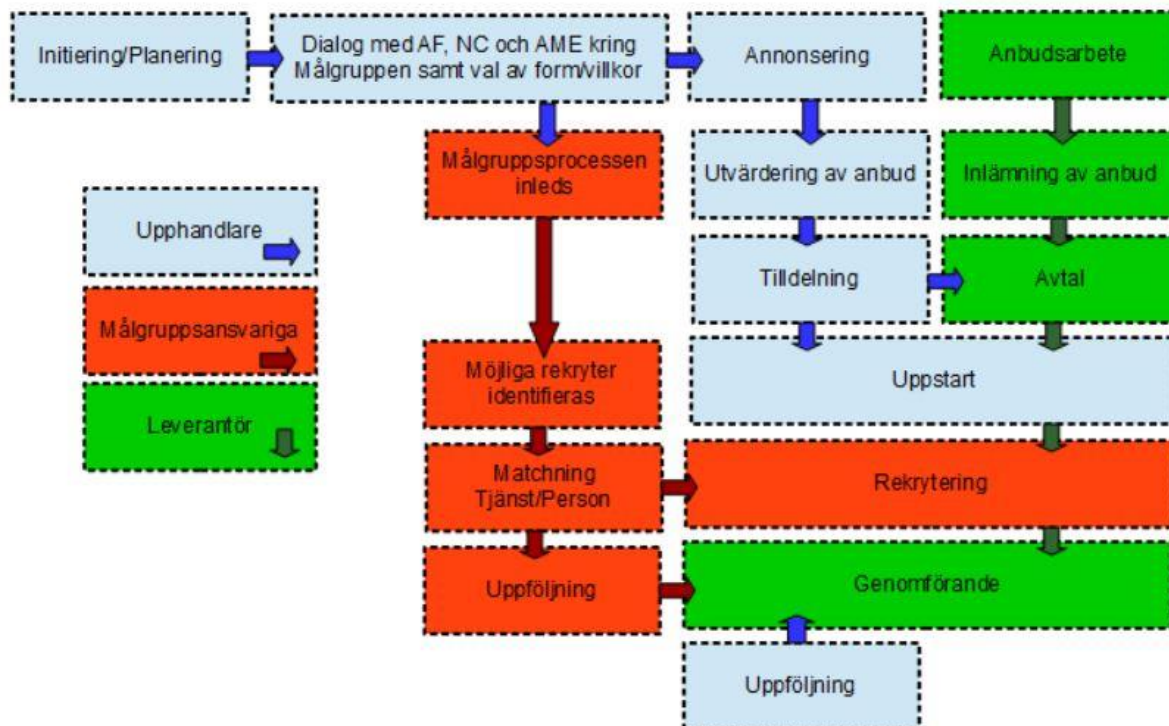 Initiering/Planering
Dialog med AF, NC och AME kring
Målgruppen samt val av form/villkor
Annonsering
Anbudsarbete
Målgruppsprocessen
inleds
Utvärdering av anbud
Inlämning av anbud
Upphandlare
Tilldelning
Avtal
Målgruppsansvariga
Möjliga rekryter
identifieras
Uppstart
Leverantör
Matchning
Tjänst/Person
Rekrytering
Uppföljning
Genomförande
Uppföljning